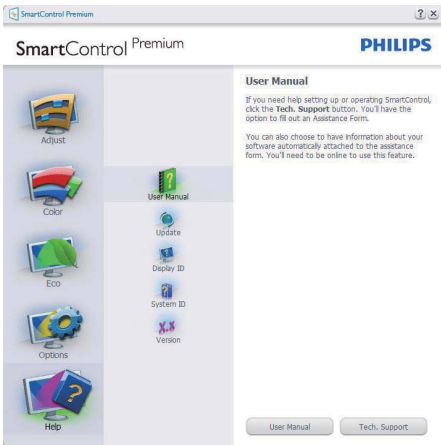 SmartControl Premium
SmartControl Premium
PHILIPS
Adjust
Color
Eco
Options
Help
User Manual
Update
Display ID
System ID
X.X
Version
User Manual
If you need help setting up or operating SmartControl,
click the Tech. Support button. You'll have the
option to fill out an Assistance Form.
You can also choose to have information about your
software automatically attached to the assistance
form. You'll need to be online to use this feature.
User Manual
Tech. Support